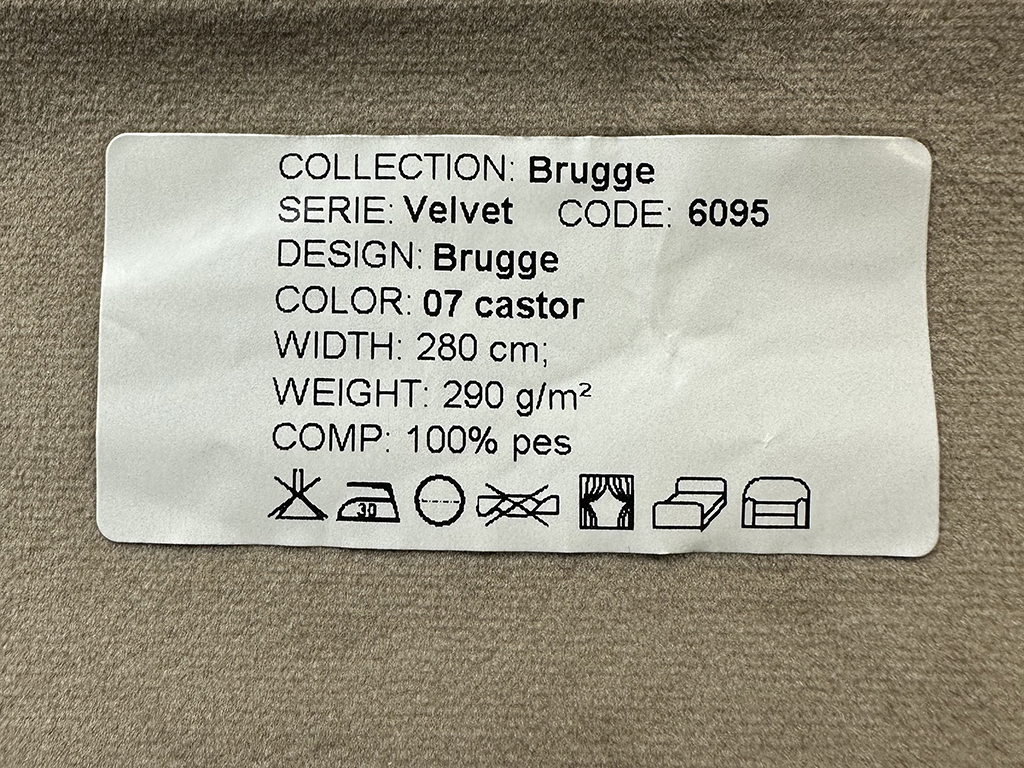 COLLECTION: Brugge
SERIE: Velvet CODE: 6095
DESIGN: Brugge
COLOR: 07 castor
WIDTH: 280 cm;
WEIGHT: 290 g/m²
COMP: 100% pes
30